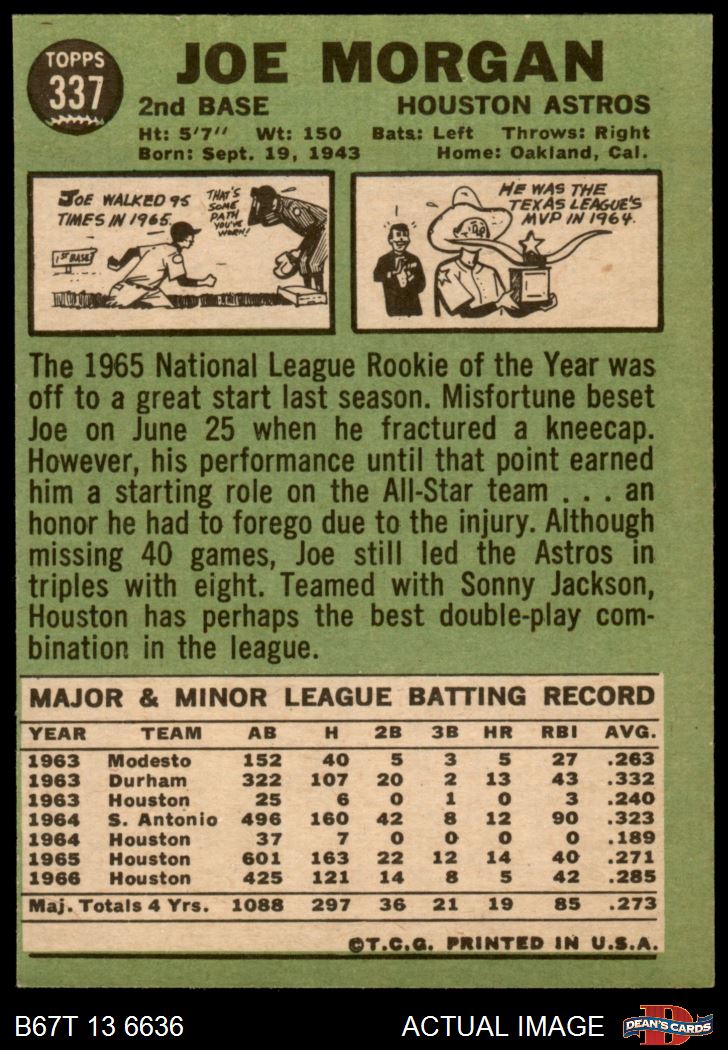 TOPPS
337
JOE MORGAN
2nd BASE HOUSTON ASTROS
Ht: 5'7" Wt: 150 Bats: Left Throws: Right
Born: Sept. 19, 1943 Home: Oakland, Cal.
JOE WALKED 95
TIMES IN 1965.
THAT'S
SOME
PATH
YOU'VE
WORN!
1ST BASE
HE WAS THE
TEXAS LEAGUE'S
MVP IN 1964.
The 1965 National League Rookie of the Year was
off to a great start last season. Misfortune beset
Joe on June 25 when he fractured a kneecap.
However, his performance until that point earned
him a starting role on the All-Star team . . . an
honor he had to forego due to the injury. Although
missing 40 games, Joe still led the Astros in
triples with eight. Teamed with Sonny Jackson,
Houston has perhaps the best double-play com-
bination in the league.
MAJOR & MINOR LEAGUE BATTING RECORD
YEAR TEAM AB H 2B 3B HR RBI AVG.
1963 Modesto 152 40 5 3 5 27 .263
1963 Durham 322 107 20 2 13 43 .332
1963 Houston 25 6 0 1 0 3 .240
1964 S. Antonio 496 160 42 8 12 90 .323
1964 Houston 37 7 0 0 0 0 .189
1965 Houston 601 163 22 12 14 40 .271
1966 Houston 425 121 14 8 5 42 .285
Maj. Totals 4 Yrs. 1088 297 36 21 19 85 .273
©T.C.G. PRINTED IN U.S.A.
B67T 13 6636 ACTUAL IMAGE
D
DEAN'S CARDS